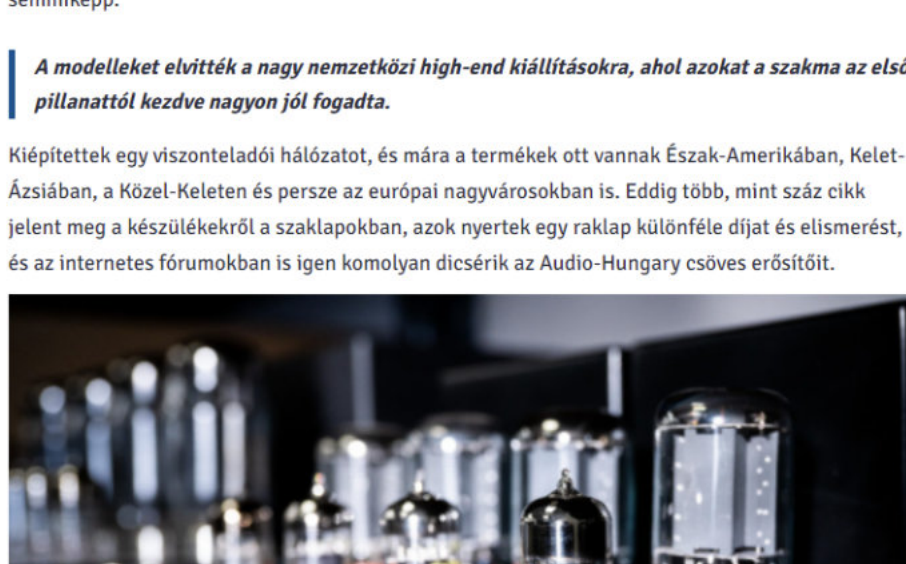 A modelleket elvitték a nagy nemzetközi high-end kiállításokra, ahol azokat a szakma az első
pillanattól kezdve nagyon jól fogadta.
Kiépítettek egy viszonteladói hálózatot, és mára a termékek ott vannak Észak-Amerikában, Kelet-
Ázsiában, a Közel-Keleten és persze az európai nagyvárosokban is. Eddig több, mint száz cikk
jelent meg a készülékekről a szaklapokban, azok nyertek egy raklap különféle díjat és elismerést,
és az internetes fórumokban is igen komolyan dicsérik az Audio-Hungary csöves erősítőit.